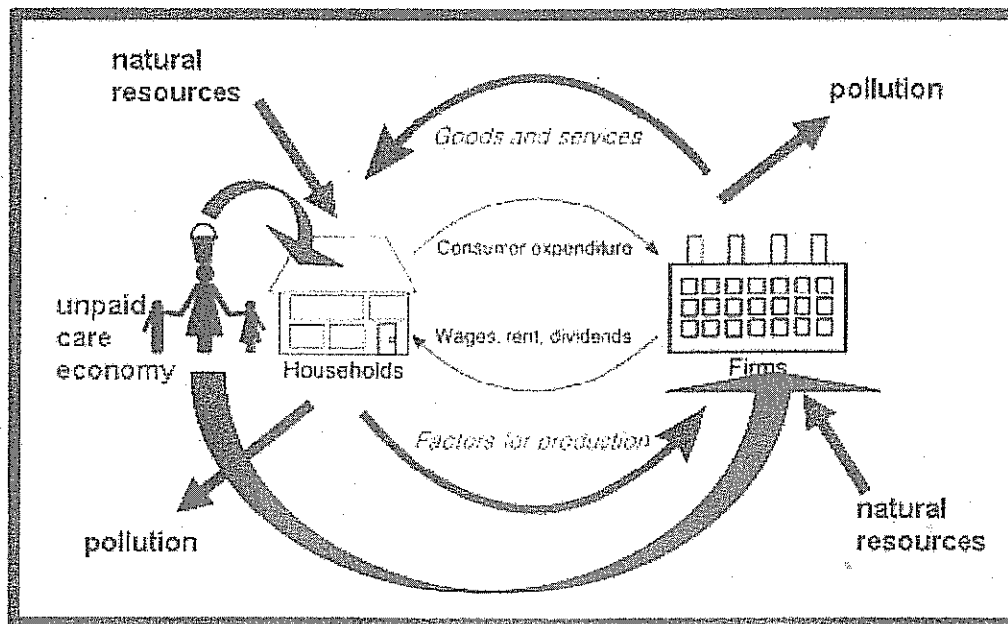 natural
resources
Goods and services
pollution
Consumer expenditure
unpaid
care
economy
Wages, rent, dividends
Households
Firms
Factors for production
pollution
natural
resources